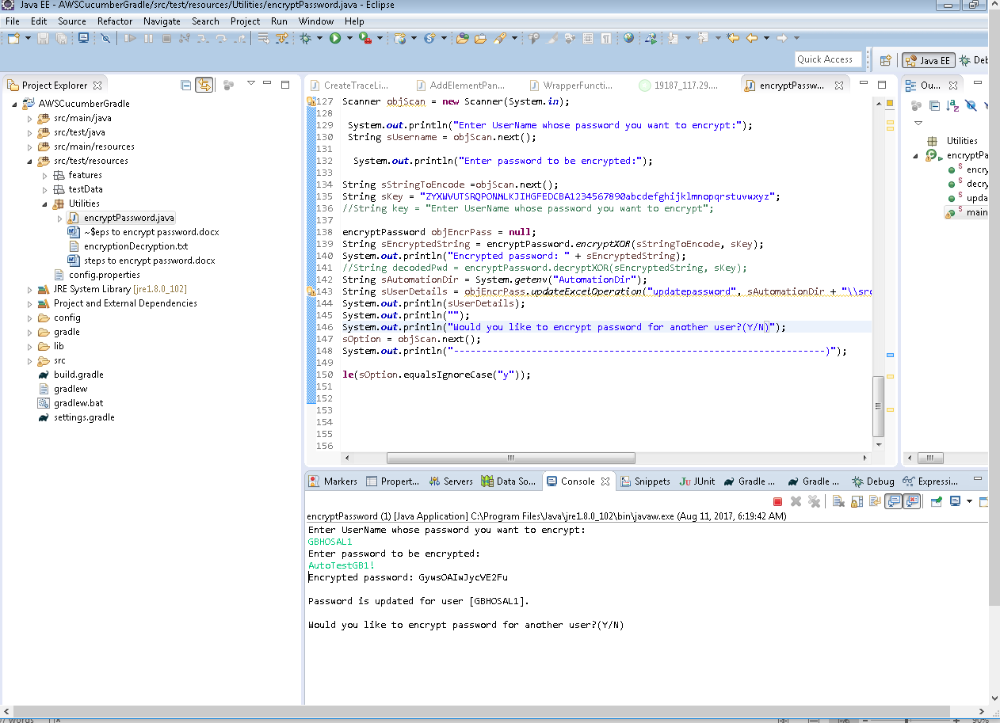 Java EE - AWSCucumberGradle/src/test/resources/Utilities/encryptPassword.java - Eclipse
File Edit Source Refactor Navigate Search Project Run Window Help
Quick Access
Java EE
Deb
Project Explorer
AWSCucumberGradle
src/main/java
src/test/java
src/main/resources
src/test/resources
features
testData
Utilities
encryptPassword.java
~$eps to encrypt password.docx
encryptionDecryption.txt
steps to encrypt password.docx
config.properties
JRE System Library [jre1.8.0_102]
Project and External Dependencies
config
gradle
lib
src
build.gradle
gradlew
gradlew.bat
settings.gradle
CreateTraceLi... AddElementPan... WrapperFuncti... 19187_117.29.... encryptPassw...
127 Scanner objScan = new Scanner(System.in);
128
129 System.out.println("Enter UserName whose password you want to encrypt:");
130 String sUsername = objScan.next();
131
132 System.out.println("Enter password to be encrypted:");
133
134 String sStringToEncode =objScan.next();
135 String sKey = "ZYXWVUTSRQPONMLKJIHGFEDCBA1234567890abcdefghijklmnopqrstuvwxyz";
136 //String key = "Enter UserName whose password you want to encrypt";
137
138 encryptPassword objEncrPass = null;
139 String sEncryptedString = encryptPassword.encryptXOR(sStringToEncode, sKey);
140 System.out.println("Encrypted password: " + sEncryptedString);
141 //String decodedPwd = encryptPassword.decryptXOR(sEncryptedString, sKey);
142 String sAutomationDir = System.getenv("AutomationDir");
143 String sUserDetails = objEncrPass.updateExcelOperation("updatepassword", sAutomationDir + "\\src
144 System.out.println(sUserDetails);
145 System.out.println("");
146 System.out.println("Would you like to encrypt password for another user?(Y/N)");
147 sOption = objScan.next();
148 System.out.println("--------------------------------------------------------------------)");
149
150 le(sOption.equalsIgnoreCase("y"));
151
152
153
154
155
156
Ou...
Utilities
encryptPa
encry
decry
upda
main
Markers Propert... Servers Data So... Console Snippets JUnit Gradle ... Gradle ... Debug Expressi...
encryptPassword (1) [Java Application] C:\Program Files\Java\jre1.8.0_102\bin\javaw.exe (Aug 11, 2017, 6:19:42 AM)
Enter UserName whose password you want to encrypt:
GBHOSAL1
Enter password to be encrypted:
AutoTestGB1!
Encrypted password: GywsOAIwJycVE2Fu
Password is updated for user [GBHOSAL1].
Would you like to encrypt password for another user?(Y/N)